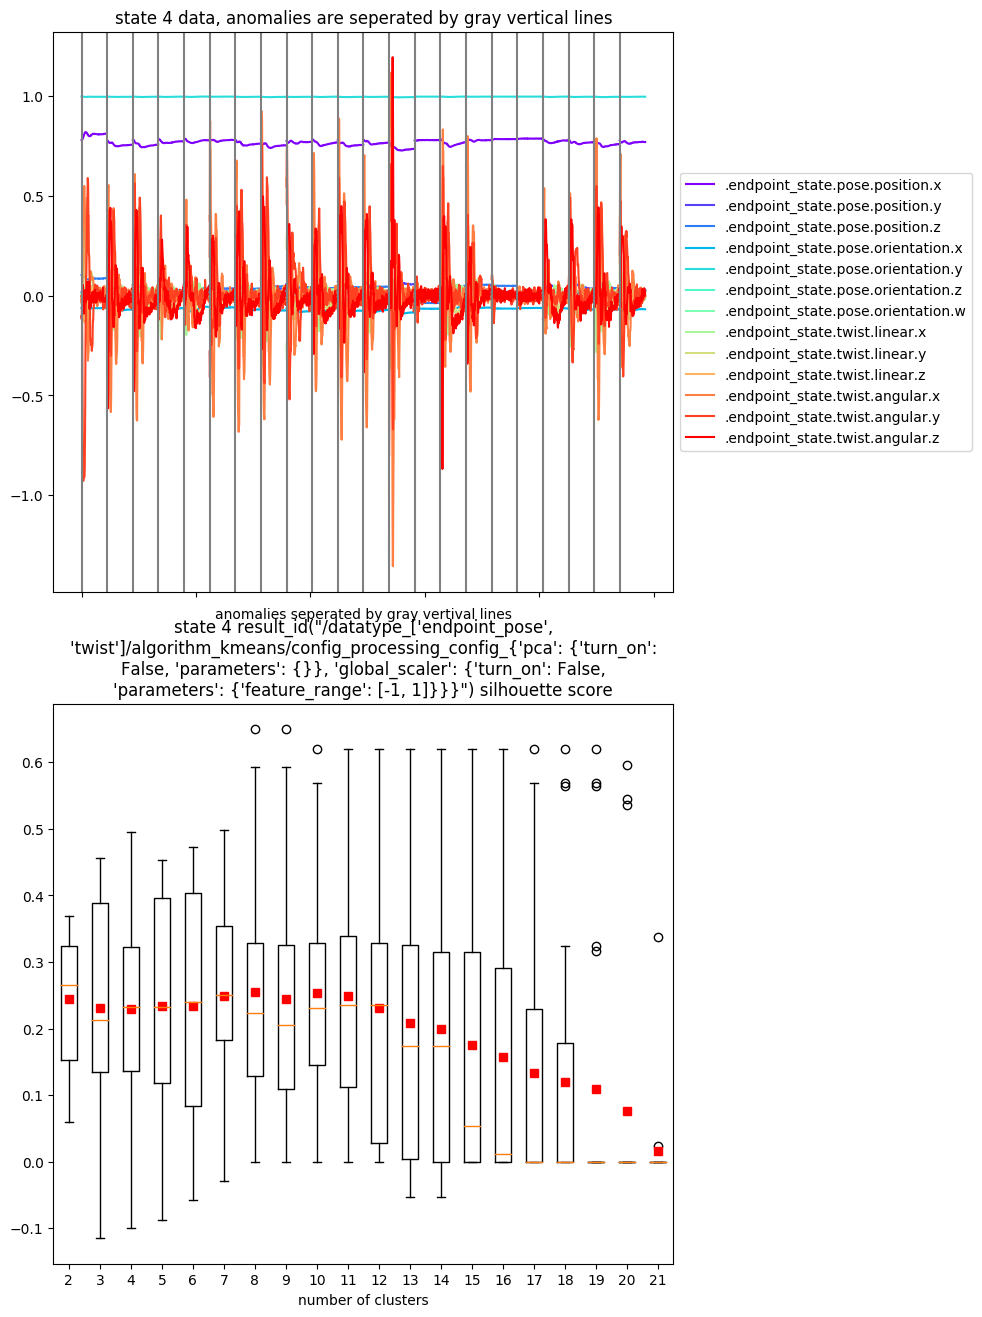 state 4 data, anomalies are seperated by gray vertical lines
1.0
0.5
0.0
−0.5
−1.0
.endpoint_state.pose.position.x
.endpoint_state.pose.position.y
.endpoint_state.pose.position.z
.endpoint_state.pose.orientation.x
.endpoint_state.pose.orientation.y
.endpoint_state.pose.orientation.z
.endpoint_state.pose.orientation.w
.endpoint_state.twist.linear.x
.endpoint_state.twist.linear.y
.endpoint_state.twist.linear.z
.endpoint_state.twist.angular.x
.endpoint_state.twist.angular.y
.endpoint_state.twist.angular.z
anomalies seperated by gray vertival lines
state 4 result_id("/datatype_['endpoint_pose',
'twist']/algorithm_kmeans/config_processing_config_{'pca': {'turn_on':
False, 'parameters': {}}, 'global_scaler': {'turn_on': False,
'parameters': {'feature_range': [-1, 1]}}}") silhouette score
0.6
0.5
0.4
0.3
0.2
0.1
0.0
−0.1
2 3 4 5 6 7 8 9 10 11 12 13 14 15 16 17 18 19 20 21
number of clusters